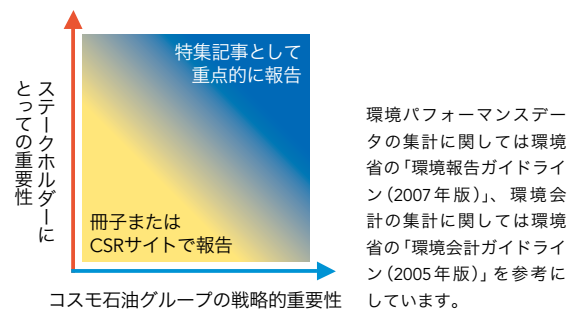 特集記事として
重点的に報告
ステークホルダーに
とっての重要性
冊子または
CSRサイトで報告
コスモ石油グループの戦略的重要性
環境パフォーマンスデー
タの集計に関しては環境
省の「環境報告ガイドライ
ン（2007年版）」、環境会
計の集計に関しては環境
省の「環境会計ガイドライ
ン（2005年版）」を参考に
しています。